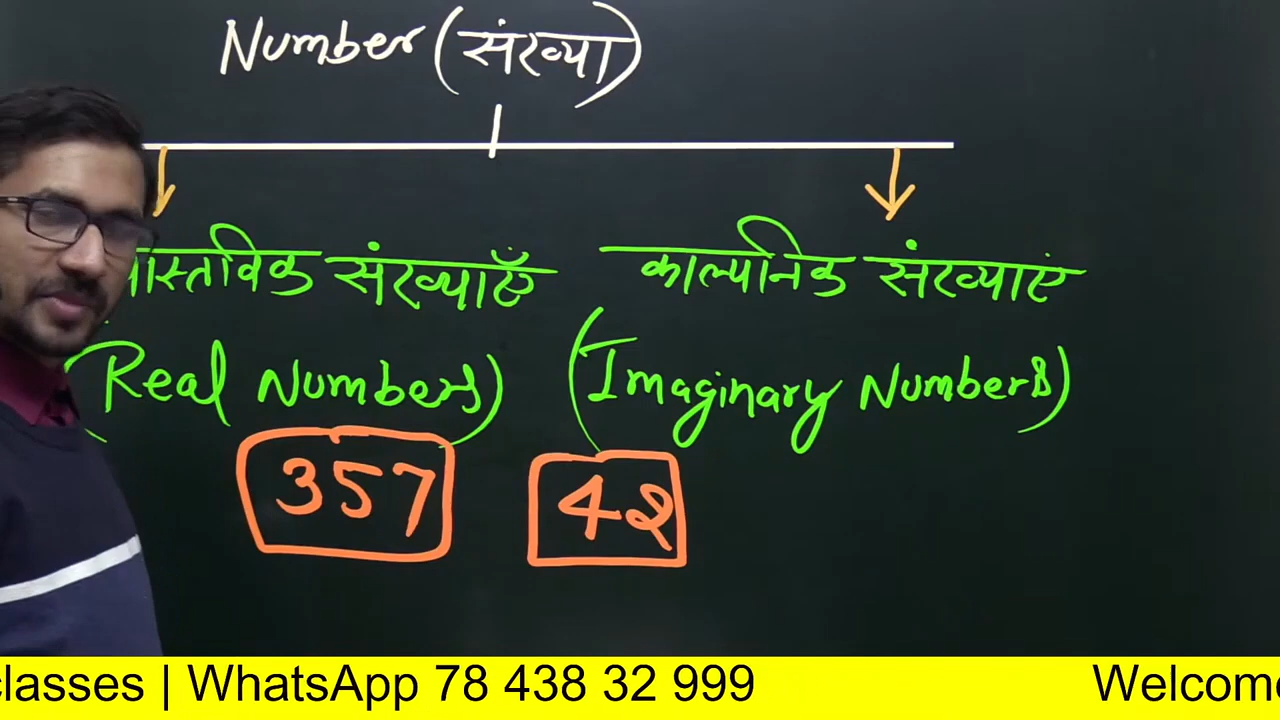 Number (संख्या)
वास्तविक संख्याएँ काल्पनिक संख्याएं
(Real Numbers) (Imaginary Numbers)
357 42
classes | WhatsApp 78 438 32 999 Welcome